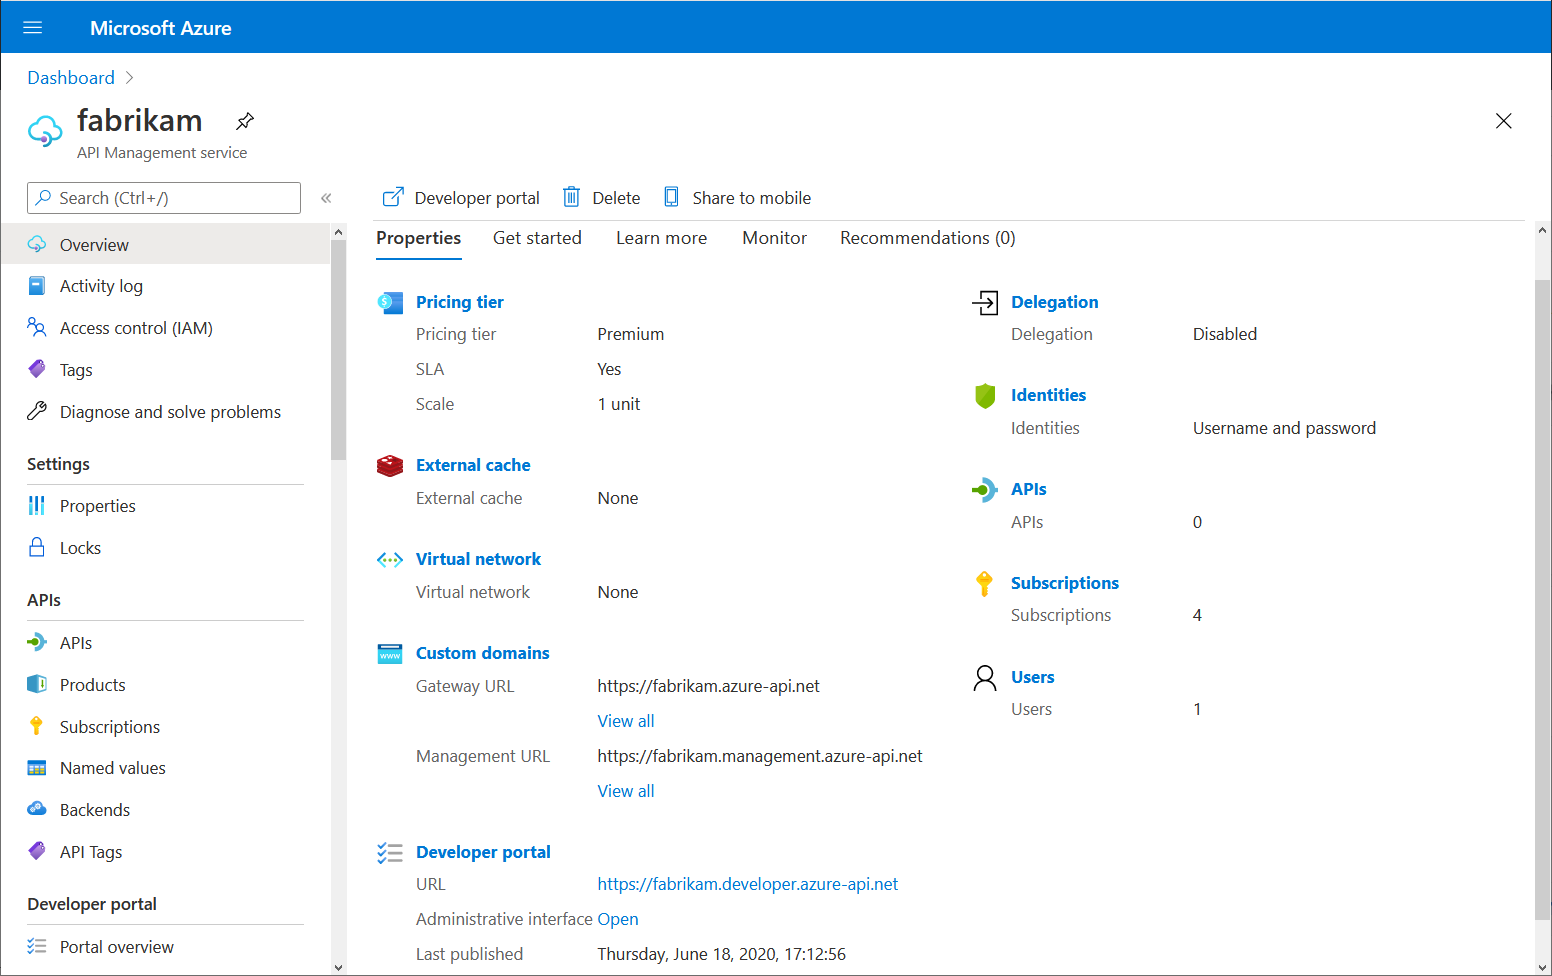 Microsoft Azure
Dashboard
fabrikam
API Management service
Search (Ctrl+/)
«
Overview
Activity log
Access control (IAM)
Tags
Diagnose and solve problems
Settings
Properties
Locks
APIs
APIs
Products
Subscriptions
Named values
Backends
API Tags
Developer portal
Portal overview
Developer portal Delete Share to mobile
Properties Get started Learn more Monitor Recommendations (0)
Pricing tier
Pricing tier Premium
SLA Yes
Scale 1 unit
External cache
External cache None
Virtual network
Virtual network None
www
Custom domains
Gateway URL https://fabrikam.azure-api.net
View all
Management URL https://fabrikam.management.azure-api.net
View all
Developer portal
URL https://fabrikam.developer.azure-api.net
Administrative interface Open
Last published Thursday, June 18, 2020, 17:12:56
Delegation
Delegation Disabled
Identities
Identities Username and password
APIs
APIs 0
Subscriptions
Subscriptions 4
Users
Users 1